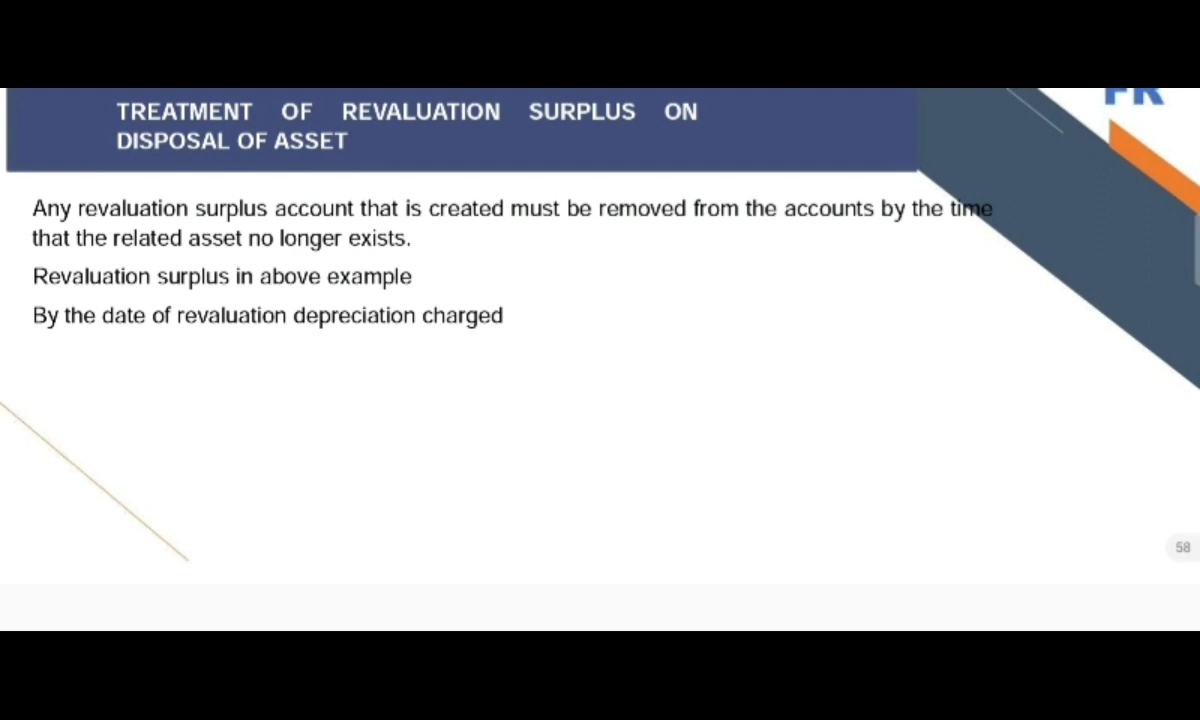 FR
TREATMENT OF REVALUATION SURPLUS ON
DISPOSAL OF ASSET
Any revaluation surplus account that is created must be removed from the accounts by the time
that the related asset no longer exists.
Revaluation surplus in above example
By the date of revaluation depreciation charged
58